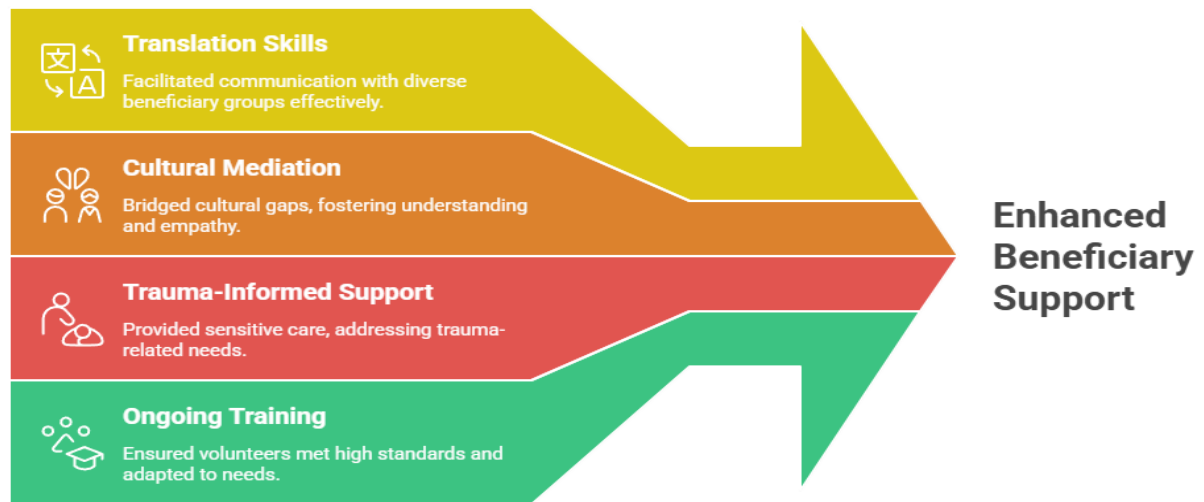 文
A
Translation Skills
Facilitated communication with diverse
beneficiary groups effectively.
Cultural Mediation
Bridged cultural gaps, fostering understanding
and empathy.
Trauma-Informed Support
Provided sensitive care, addressing trauma-
related needs.
Ongoing Training
Ensured volunteers met high standards and
adapted to needs.
Enhanced
Beneficiary
Support